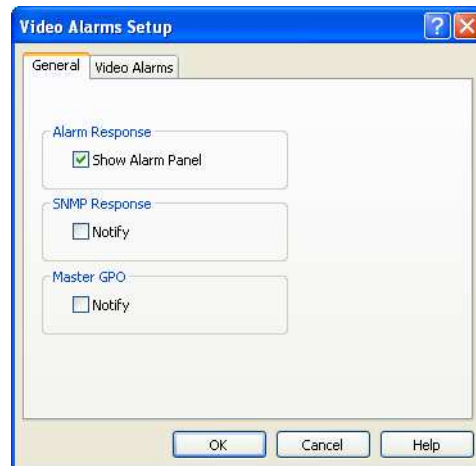 Video Alarms Setup
General Video Alarms
Alarm Response
Show Alarm Panel
SNMP Response
Notify
Master GPO
Notify
OK Cancel Help